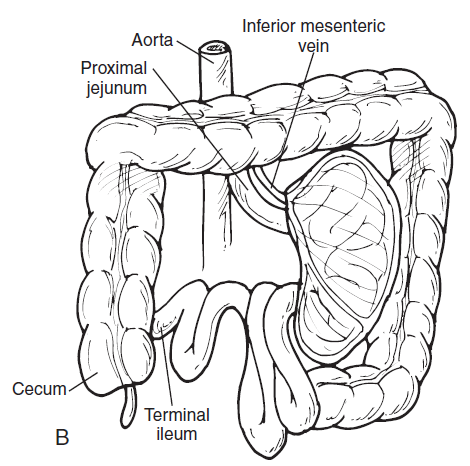 Inferior mesenteric
vein
Aorta
Proximal
jejunum
Cecum
Terminal
ileum
B